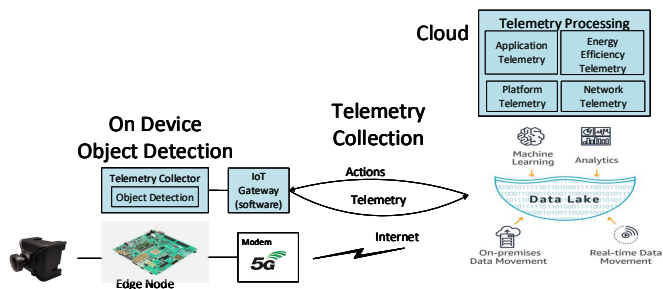 Cloud
Telemetry Processing
Application
Telemetry
Energy
Efficiency
Telemetry
Platform
Telemetry
Network
Telemetry
On Device
Object Detection
Telemetry
Collection
Machine
Learning
Analytics
Telemetry Collector
Object Detection
IoT
Gateway
(software)
Actions
Telemetry
Data Lake
Modem
5G
Internet
Edge Node
On-premises
Data Movement
Real-time Data
Movement